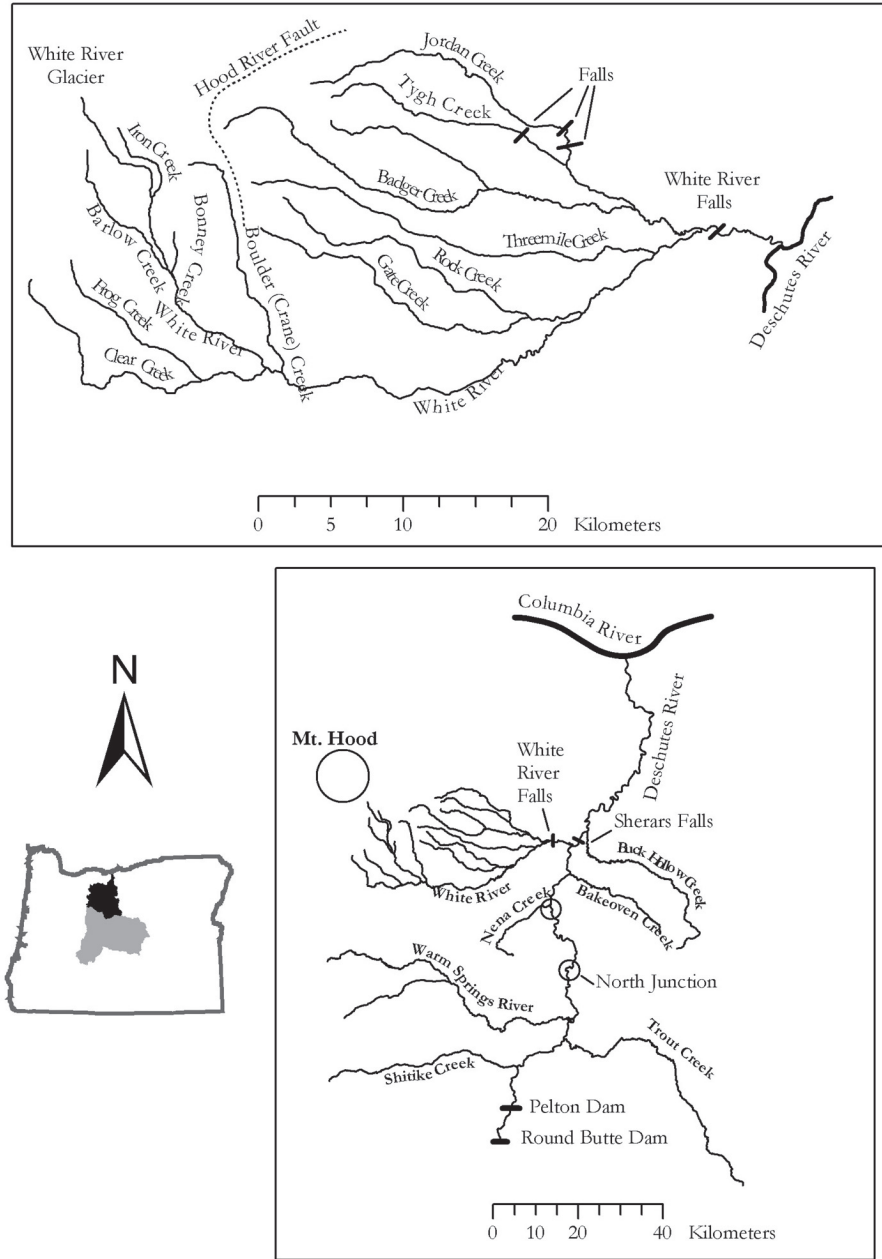 White River
Glacier
Hood River Fault
Jordan Creek
Falls
Tygh Creek
Iron Creek
Barlow Creek
Bonney Creek
Badger Creek
White River
Falls
Threemile Creek
Rock Creek
Gate Creek
Boulder (Crane) Creek
Frog Creek
White River
Clear Creek
White River
Deschutes River
0 5 10 20 Kilometers
Columbia River
N
Deschutes River
Mt. Hood
White
River
Falls
Sherars Falls
Buck Hollow Creek
White River
Nena Creek
Bakeoven Creek
Warm Springs River
North Junction
Trout Creek
Shitike Creek
Pelton Dam
Round Butte Dam
0 10 20 40 Kilometers